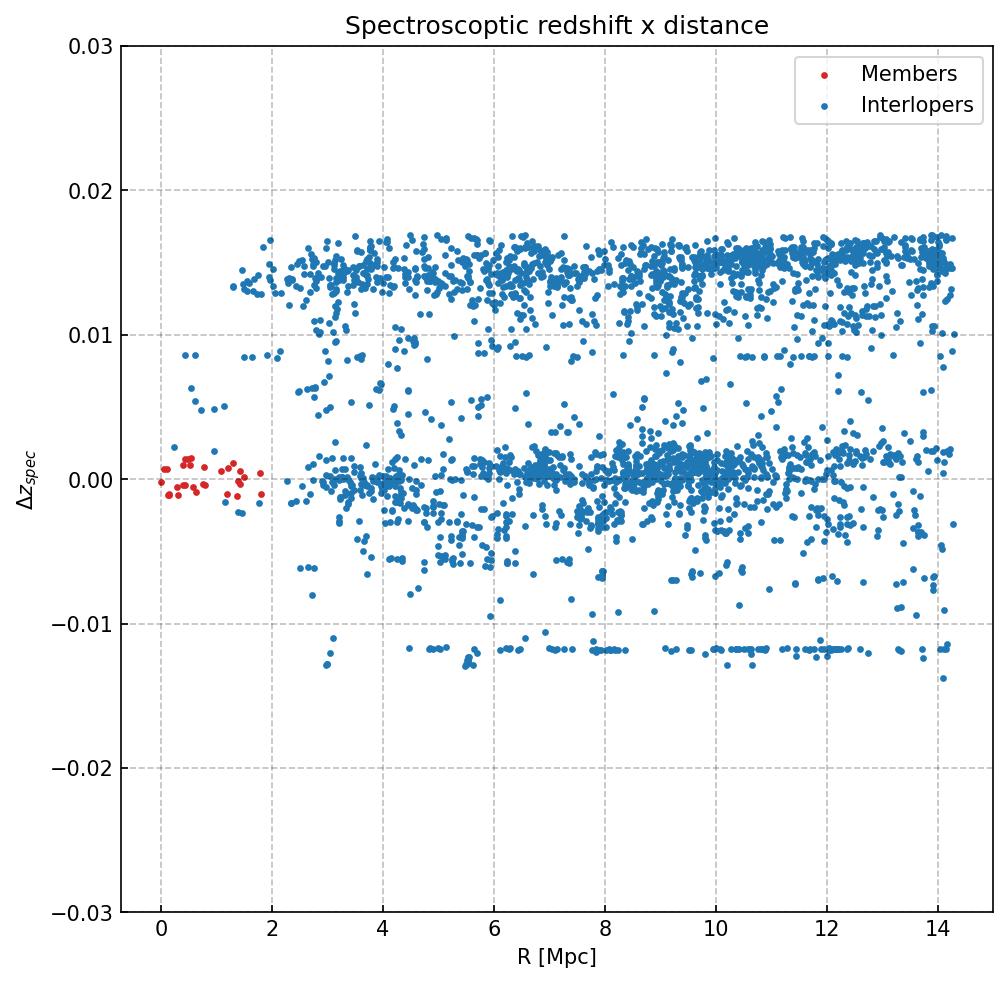 Spectroscoptic redshift x distance
0.03
0.02
0.01
0.00
−0.01
−0.02
−0.03
Δz_spec
Members
Interlopers
0 2 4 6 8 10 12 14
R [Mpc]